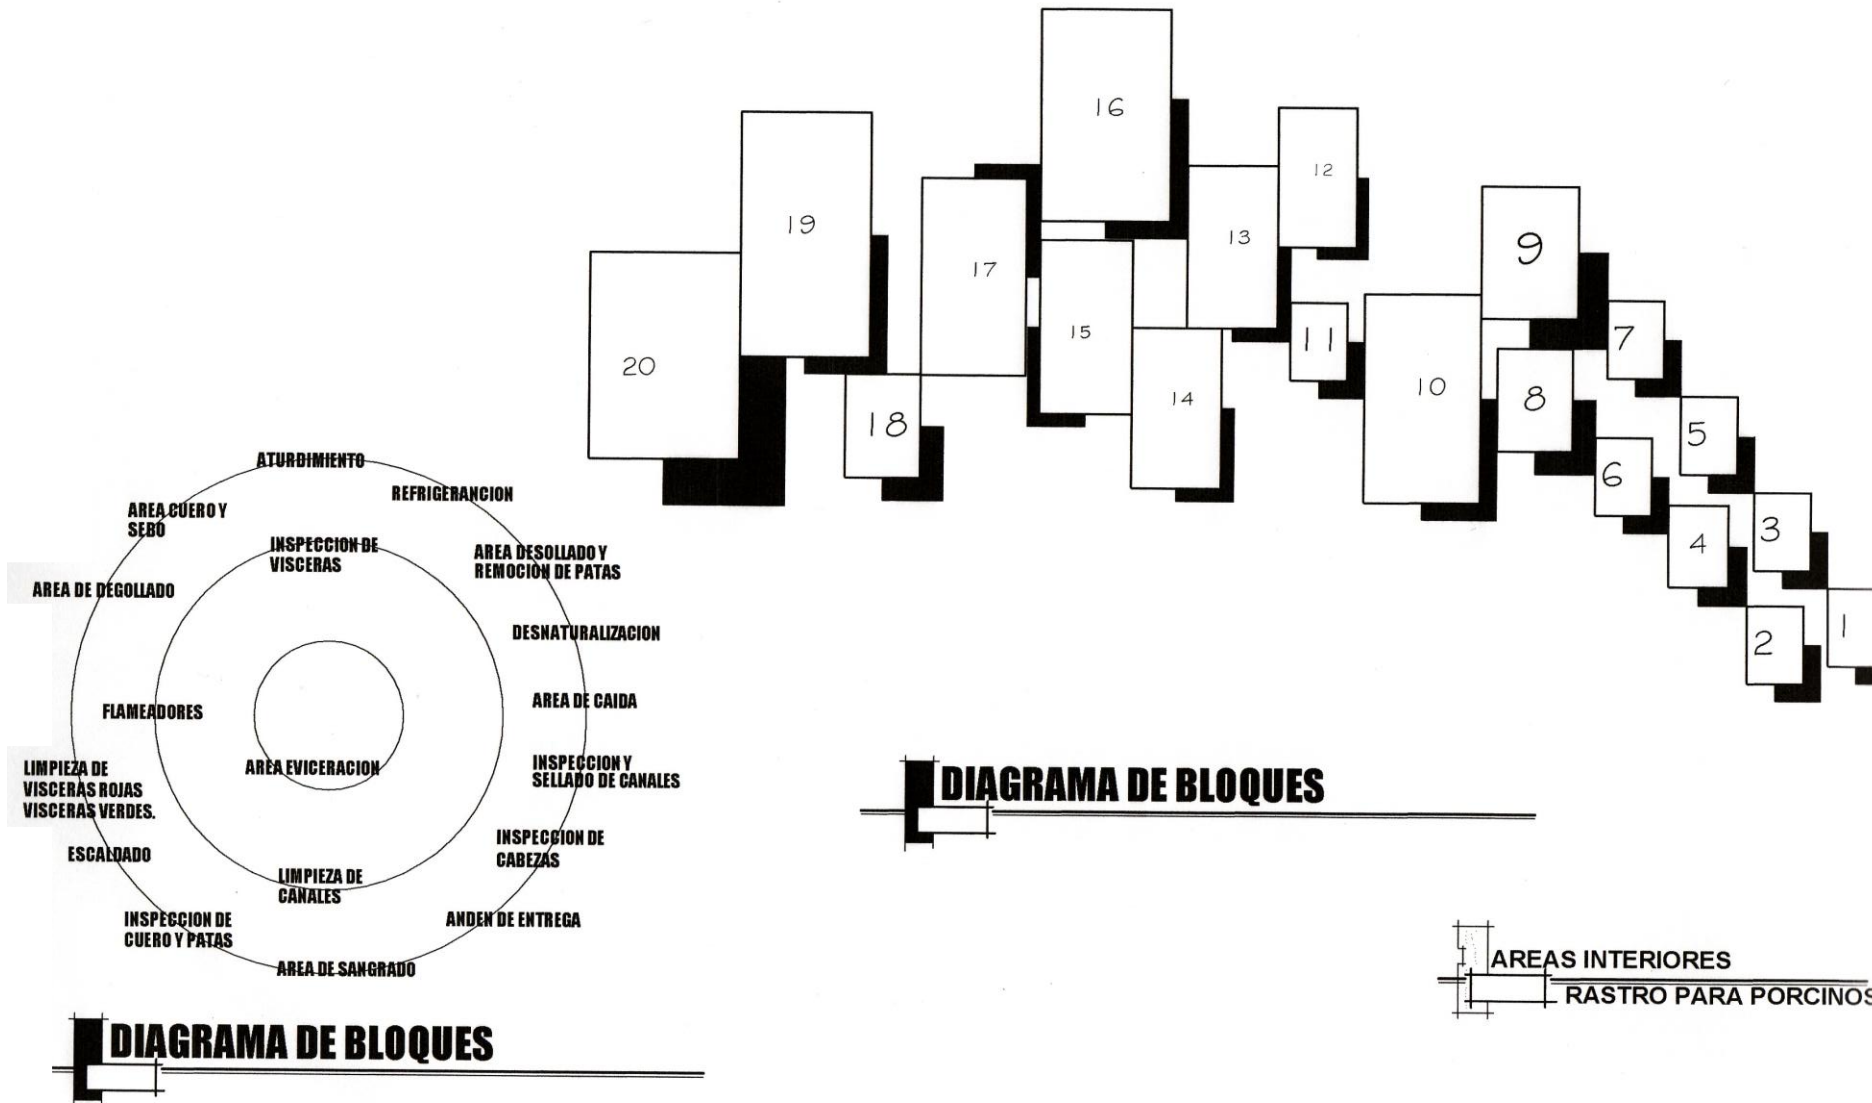 16
12
19
13
9
17
15
11
7
20
10
14
8
18
5
6
3
4
1
2
ATURDIMIENTO
REFRIGERANCION
AREA CUERO Y
SEBO
INSPECCION DE
VISCERAS
AREA DESOLLADO Y
REMOCION DE PATAS
AREA DE DEGOLLADO
DESNATURALIZACION
FLAMEADORES
AREA DE CAIDA
AREA EVICERACION
INSPECCION Y
SELLADO DE CANALES
LIMPIEZA DE
VISCERAS ROJAS
VISCERAS VERDES.
ESCALDADO
INSPECCION DE
CABEZAS
LIMPIEZA DE
CANALES
INSPECCION DE
CUERO Y PATAS
ANDEN DE ENTREGA
AREA DE SANGRADO
DIAGRAMA DE BLOQUES
DIAGRAMA DE BLOQUES
AREAS INTERIORES
RASTRO PARA PORCINOS